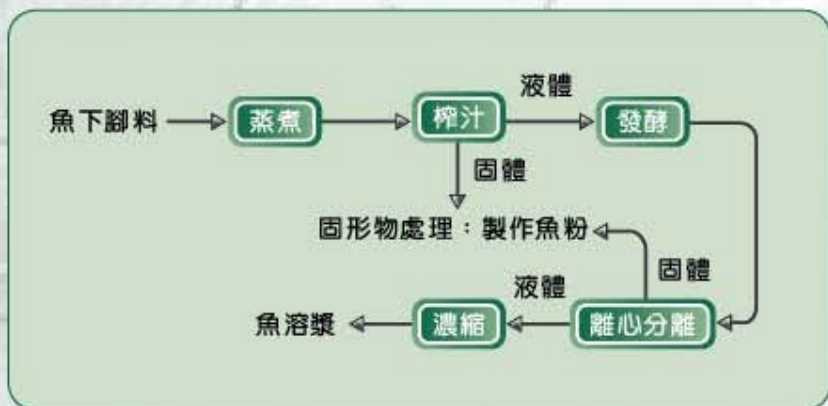 液體
魚下腳料 蒸煮 榨汁 發酵
固體
固形物處理：製作魚粉
固體
液體
魚溶漿 濃縮 離心分離